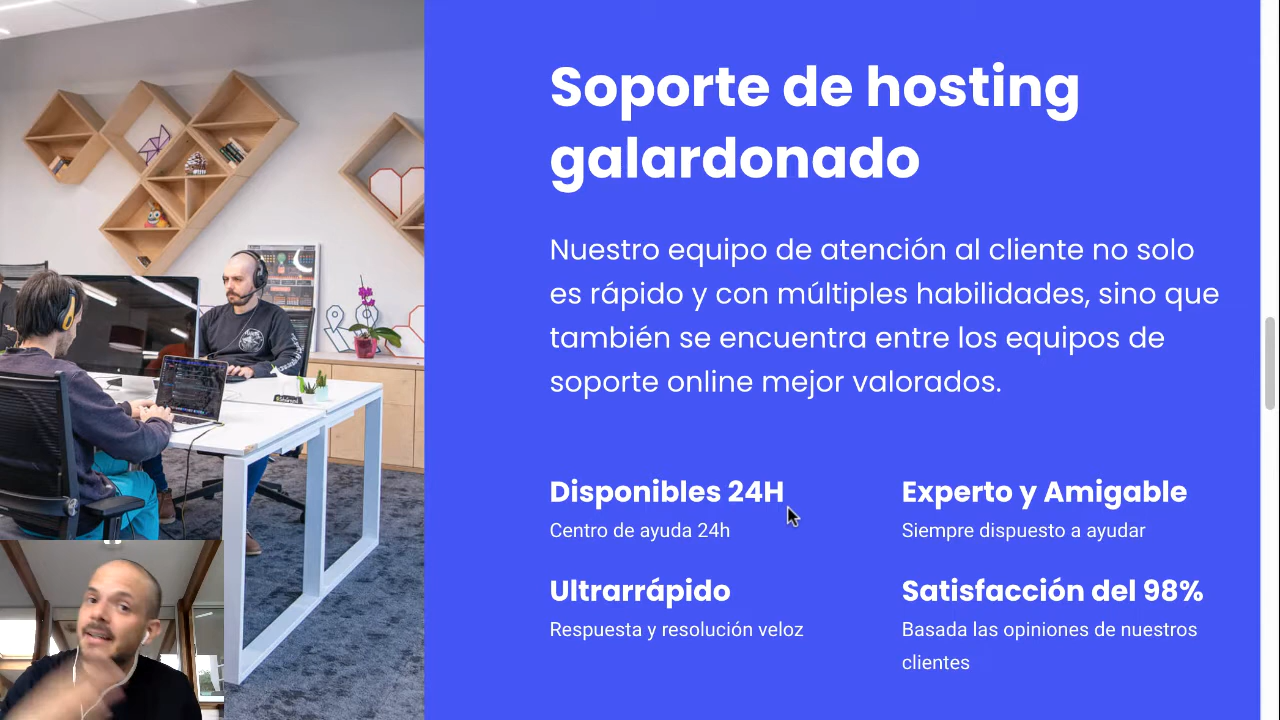 Soporte de hosting
galardonado
Nuestro equipo de atención al cliente no solo
es rápido y con múltiples habilidades, sino que
también se encuentra entre los equipos de
soporte online mejor valorados.
Disponibles 24H
Centro de ayuda 24h
Experto y Amigable
Siempre dispuesto a ayudar
Ultrarrápido
Respuesta y resolución veloz
Satisfacción del 98%
Basada las opiniones de nuestros
clientes